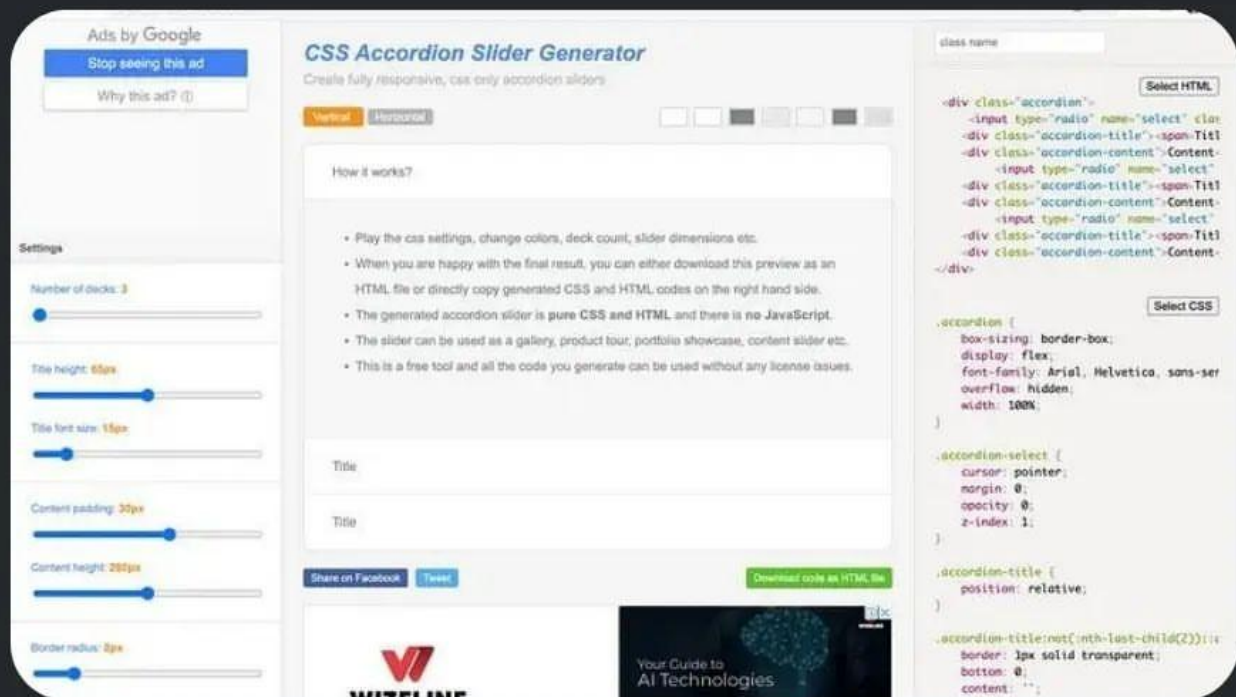 Ads by Google
Stop seeing this ad
Why this ad?
Settings
Number of decks: 3
Title height: 65px
Title font size: 15px
Content padding: 30px
Content height: 260px
Border radius: 8px
CSS Accordion Slider Generator
Create fully responsive, css only accordion sliders
Vertical Horizontal
How it works?
• Play the css settings, change colors, deck count, slider dimensions etc.
• When you are happy with the final result, you can either download this preview as an
HTML file or directly copy generated CSS and HTML codes on the right hand side.
• The generated accordion slider is pure CSS and HTML and there is no JavaScript.
• The slider can be used as a gallery, product tour, portfolio showcase, content slider etc.
• This is a free tool and all the code you generate can be used without any license issues.
Title
Title
Share on Facebook Tweet Download code as HTML file
WIZELINE
Your Guide to
AI Technologies
class name
Select HTML
<div class="accordion">
<input type="radio" name="select" clas
<div class="accordion-title"><span>Titl
<div class="accordion-content">Content<
<input type="radio" name="select"
<div class="accordion-title"><span>Titl
<div class="accordion-content">Content<
<input type="radio" name="select"
<div class="accordion-title"><span>Titl
<div class="accordion-content">Content<
</div>
Select CSS
.accordion {
box-sizing: border-box;
display: flex;
font-family: Arial, Helvetica, sans-ser
overflow: hidden;
width: 100%;
}
.accordion-select {
cursor: pointer;
margin: 0;
opacity: 0;
z-index: 1;
}
.accordion-title {
position: relative;
}
.accordion-title:not(:nth-last-child(2))::
border: 1px solid transparent;
bottom: 0;
content: '';